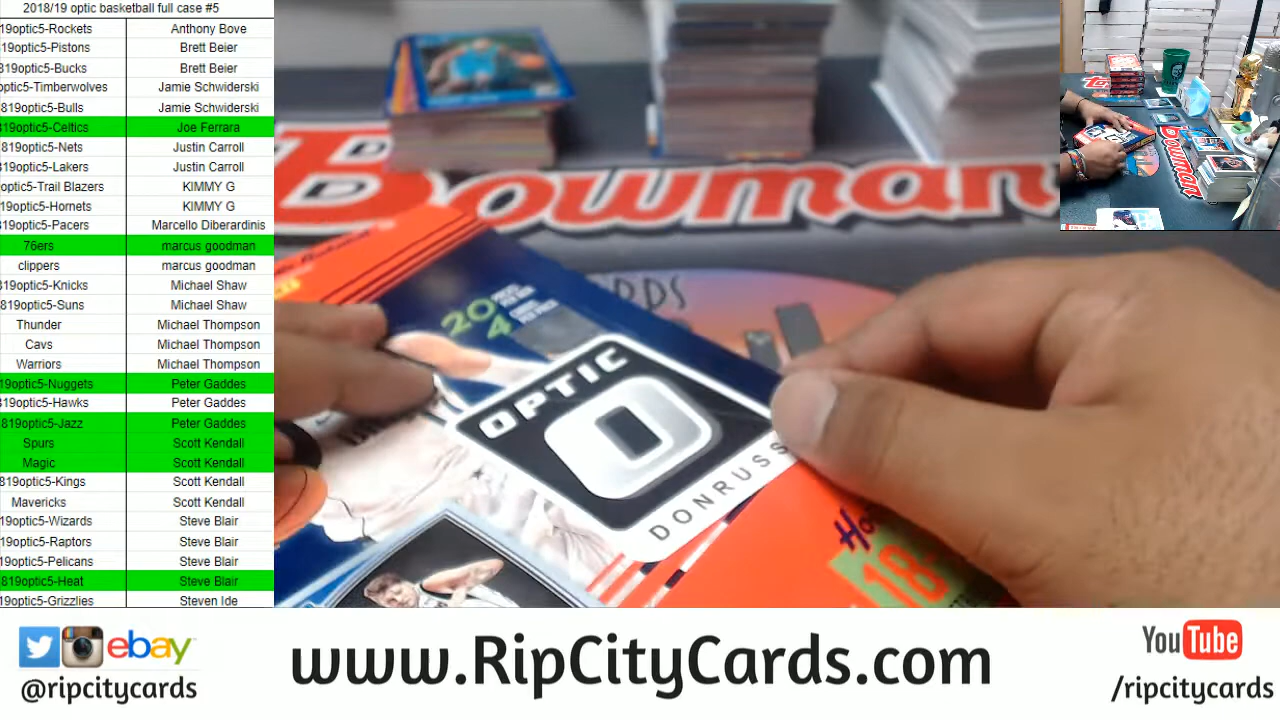 2018/19 optic basketball full case #5
19optic5-Rockets Anthony Bove
819optic5-Pistons Brett Beier
819optic5-Bucks Brett Beier
optic5-Timberwolves Jamie Schwiderski
819optic5-Bulls Jamie Schwiderski
819optic5-Celtics Joe Ferrara
819optic5-Nets Justin Carroll
819optic5-Lakers Justin Carroll
optic5-Trail Blazers KIMMY G
19optic5-Hornets KIMMY G
819optic5-Pacers Marcello Diberardinis
76ers marcus goodman
clippers marcus goodman
819optic5-Knicks Michael Shaw
819optic5-Suns Michael Shaw
Thunder Michael Thompson
Cavs Michael Thompson
Warriors Michael Thompson
19optic5-Nuggets Peter Gaddes
19optic5-Hawks Peter Gaddes
819optic5-Jazz Peter Gaddes
Spurs Scott Kendall
Magic Scott Kendall
819optic5-Kings Scott Kendall
Mavericks Scott Kendall
19optic5-Wizards Steve Blair
19optic5-Raptors Steve Blair
19optic5-Pelicans Steve Blair
819optic5-Heat Steve Blair
19optic5-Grizzlies Steven Ide
Bowman
Bowman
20
4
OPTIC
DONRUSS
18-
ebay
@ripcitycards
www.RipCityCards.com
YouTube
/ripcitycards